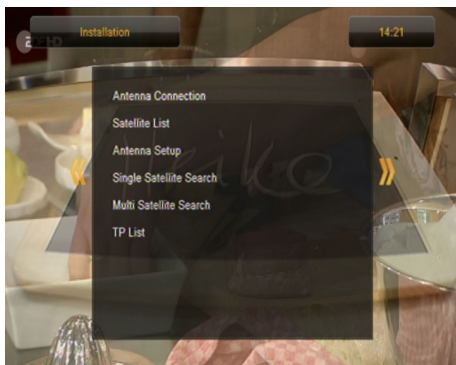 Installation
14:21
Antenna Connection
Satellite List
Antenna Setup
Single Satellite Search
Multi Satellite Search
TP List